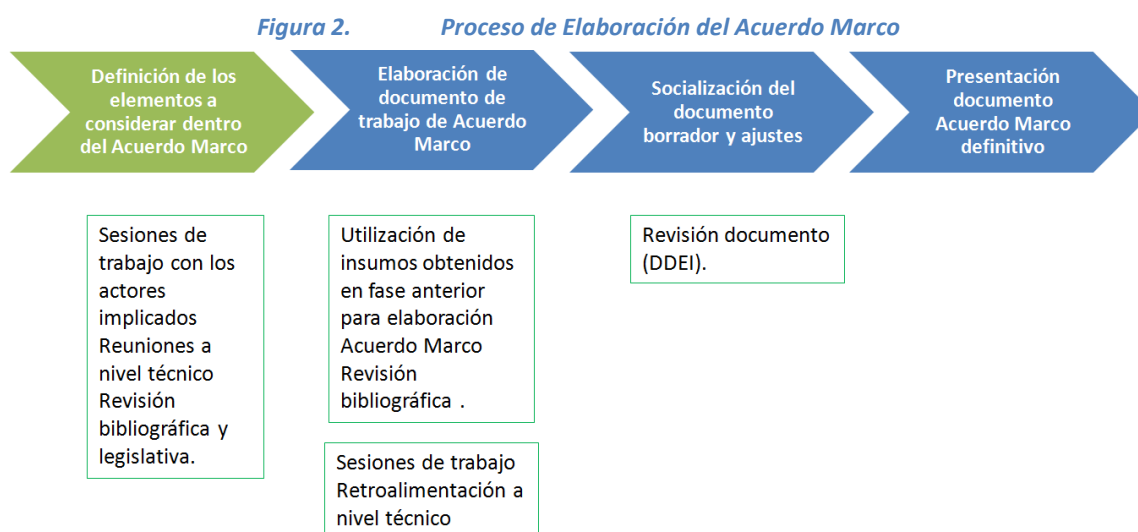 Figura 2. Proceso de Elaboración del Acuerdo Marco
Definición de los
elementos a
considerar dentro
del Acuerdo Marco
Elaboración de
documento de
trabajo de Acuerdo
Marco
Socialización del
documento
borrador y ajustes
Presentación
documento
Acuerdo Marco
definitivo
Sesiones de
trabajo con los
actores
implicados
Reuniones a
nivel técnico
Revisión
bibliográfica y
legislativa.
Utilización de
insumos obtenidos
en fase anterior
para elaboración
Acuerdo Marco
Revisión
bibliográfica .
Sesiones de trabajo
Retroalimentación a
nivel técnico
Revisión documento
(DDEI).